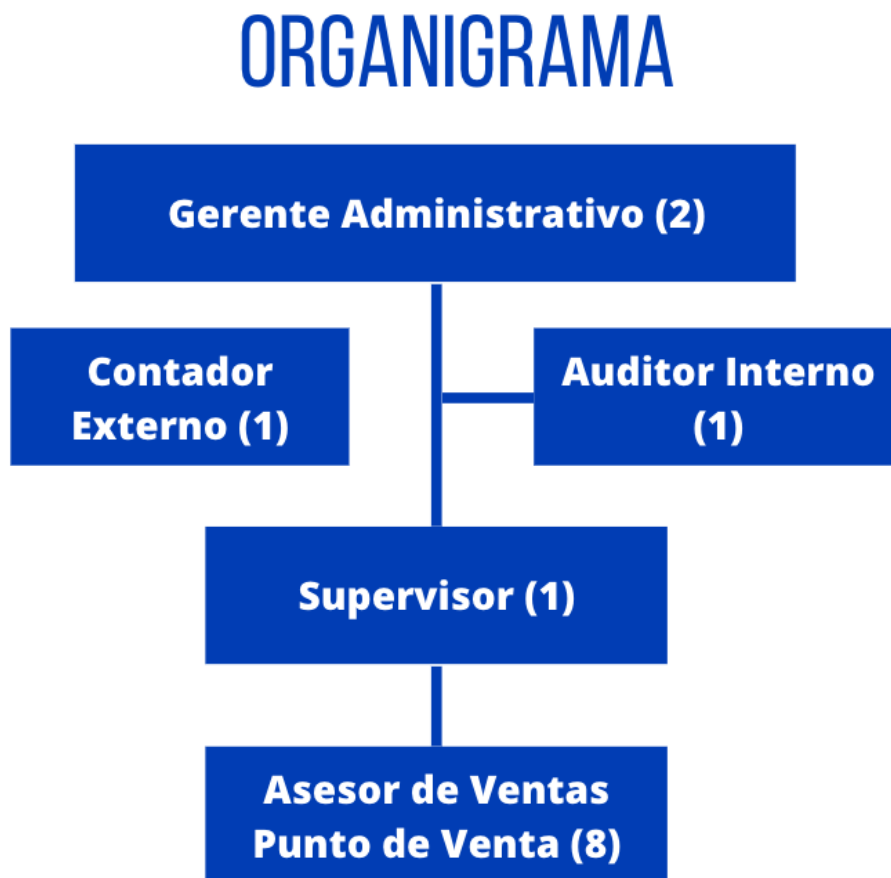 ORGANIGRAMA
Gerente Administrativo (2)
Contador
Externo (1)
Auditor Interno
(1)
Supervisor (1)
Asesor de Ventas
Punto de Venta (8)